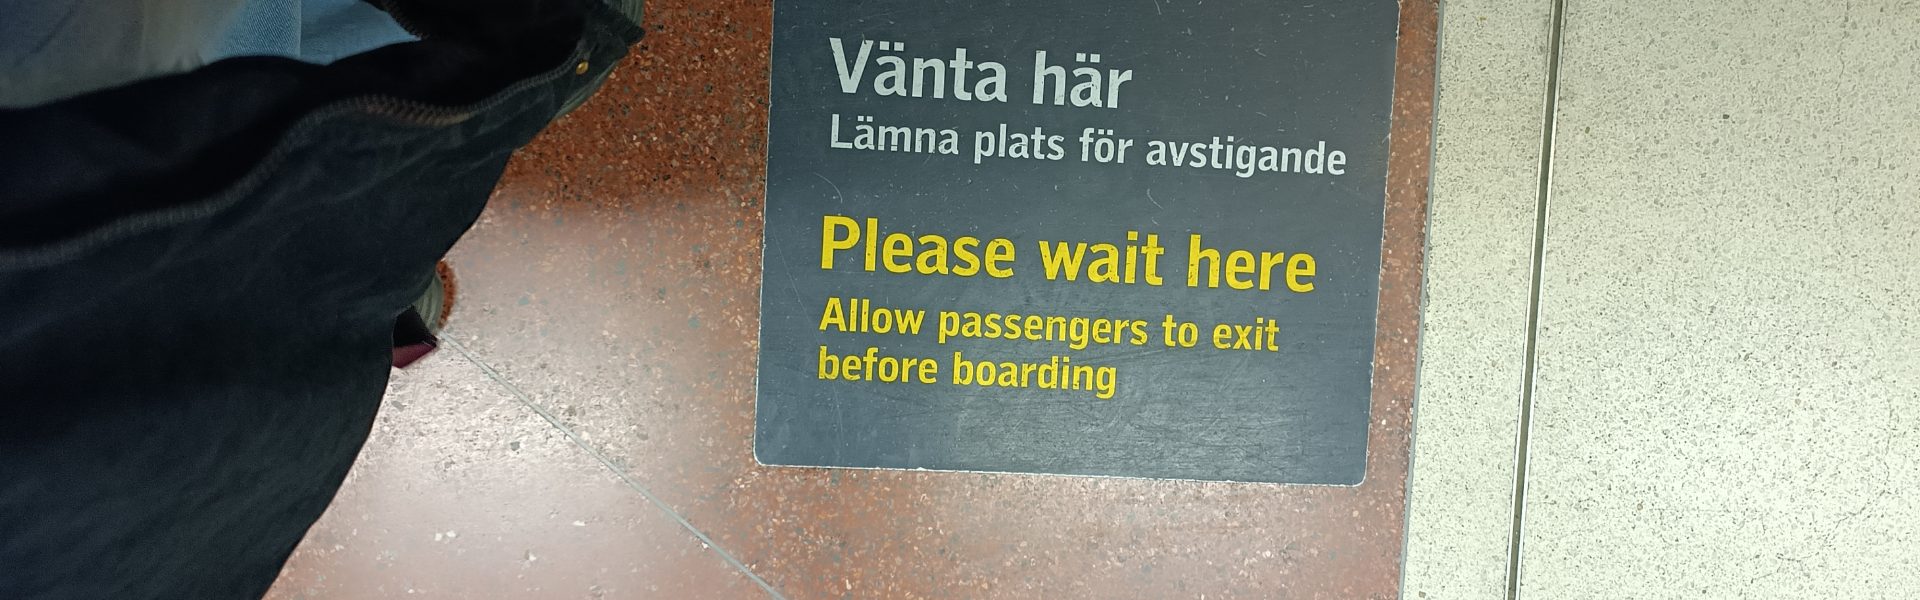 Vänta här
Lämna plats för avstigande
Please wait here
Allow passengers to exit
before boarding